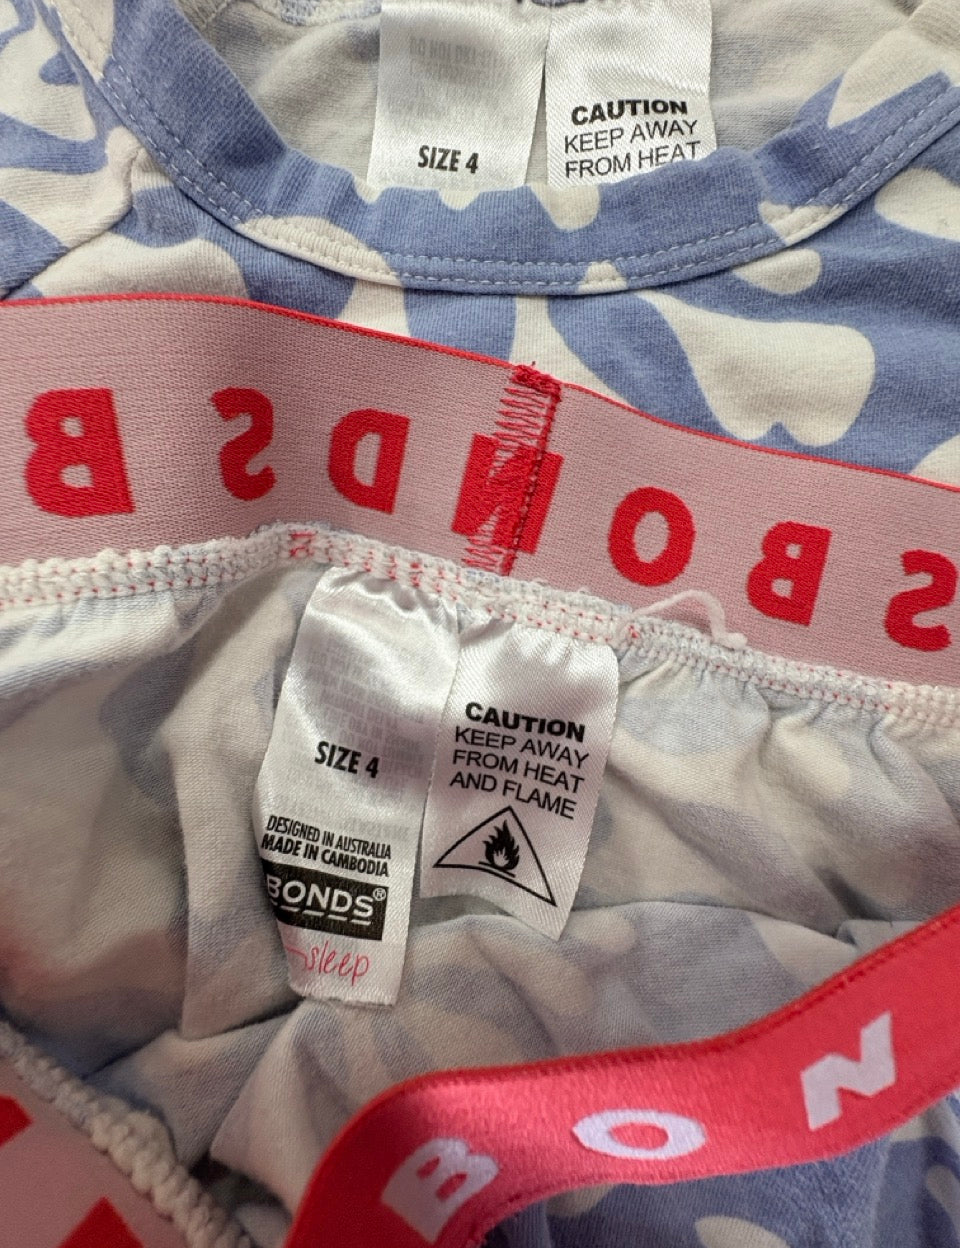 SIZE 4
CAUTION
KEEP AWAY
FROM HEAT
BONDS BONDS
SIZE 4
DESIGNED IN AUSTRALIA
MADE IN CAMBODIA
BONDS®
sleep
CAUTION
KEEP AWAY
FROM HEAT
AND FLAME
BON